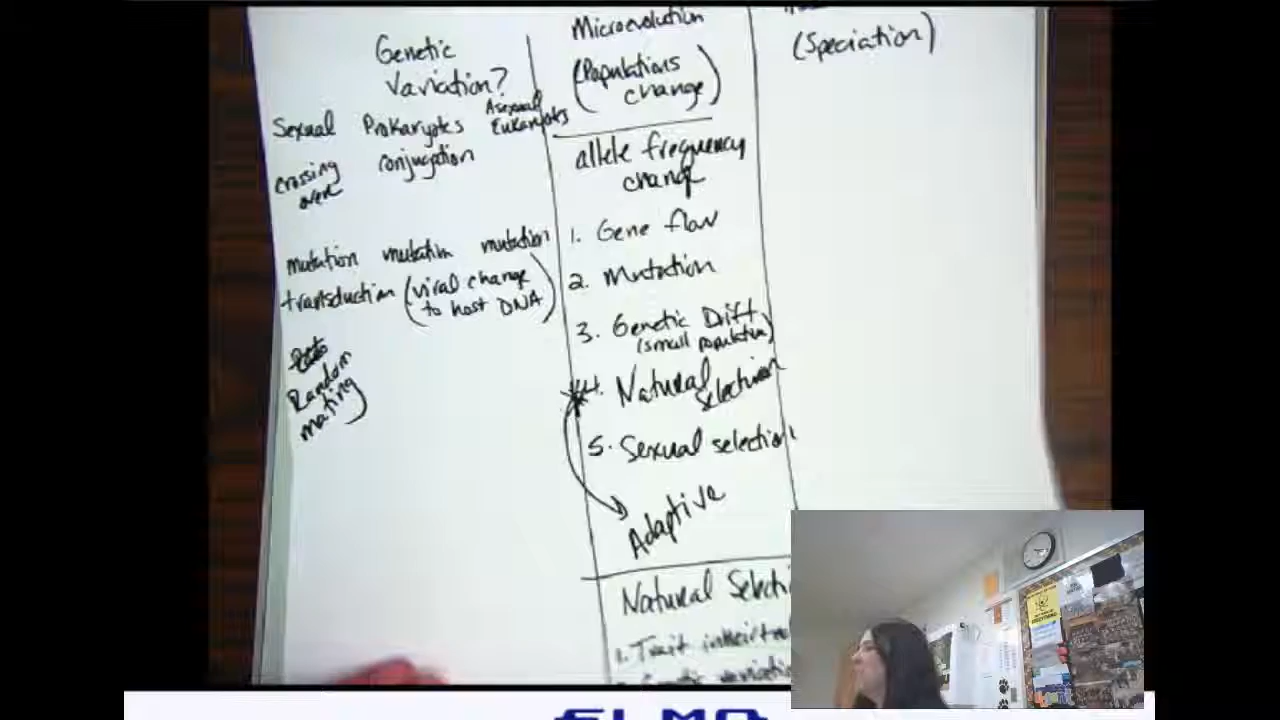 Genetic
Variation?
Sexual Prokaryotes Asexual Eukaryotes
crossing over conjugation
mutation mutation mutation
transduction (viral change to host DNA)
Random
mating
Microevolution
(Populations
change)
allele frequency
change
1. Gene flow
2. Mutation
3. Genetic Drift
(small population)
*4. Natural
selection
5. Sexual selection
Adaptive
Natural Selecti
1. Trait
(Speciation)
ELMO